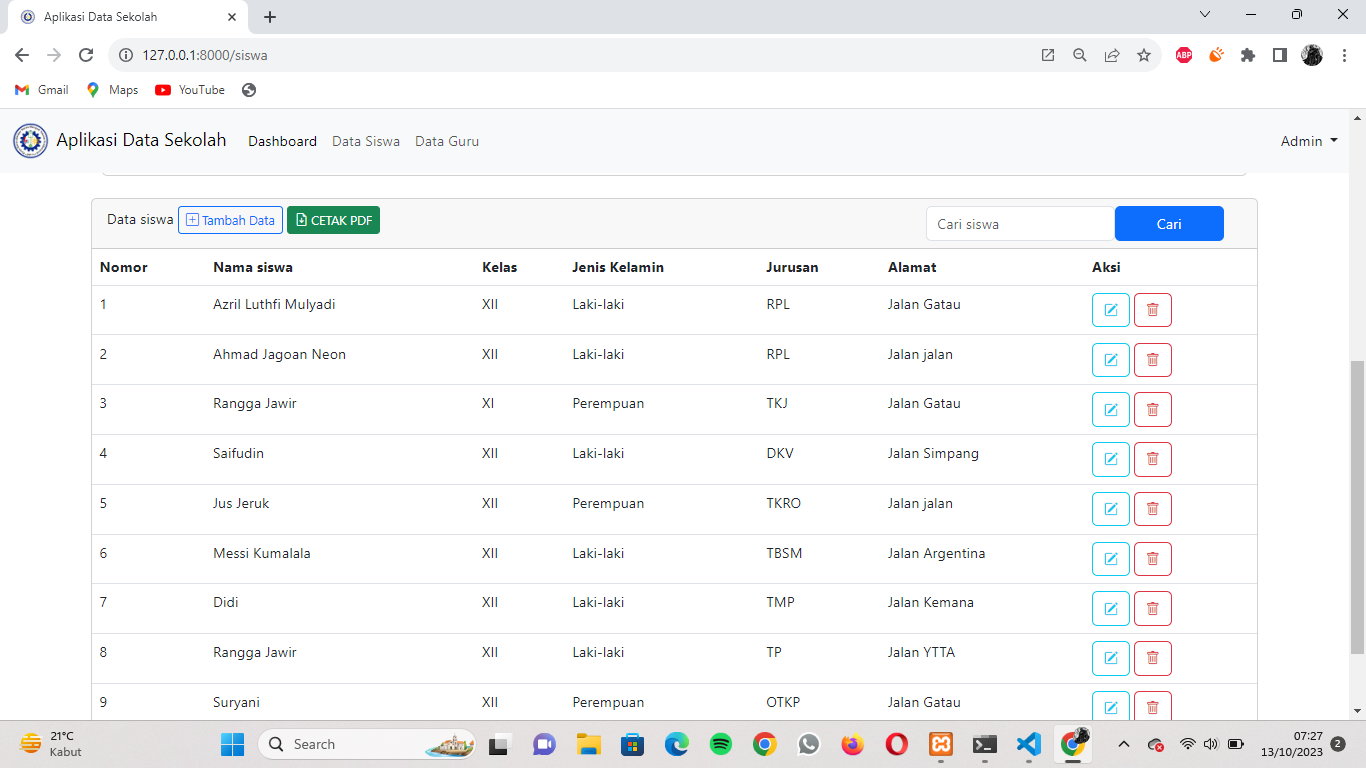 Aplikasi Data Sekolah
127.0.0.1:8000/siswa
ABP
Gmail Maps YouTube
Aplikasi Data Sekolah Dashboard Data Siswa Data Guru Admin
Data siswa Tambah Data CETAK PDF Cari siswa Cari
Nomor Nama siswa Kelas Jenis Kelamin Jurusan Alamat Aksi
1 Azril Luthfi Mulyadi XII Laki-laki RPL Jalan Gatau
2 Ahmad Jagoan Neon XII Laki-laki RPL Jalan jalan
3 Rangga Jawir XI Perempuan TKJ Jalan Gatau
4 Saifudin XII Laki-laki DKV Jalan Simpang
5 Jus Jeruk XII Perempuan TKRO Jalan jalan
6 Messi Kumalala XII Laki-laki TBSM Jalan Argentina
7 Didi XII Laki-laki TMP Jalan Kemana
8 Rangga Jawir XII Laki-laki TP Jalan YTTA
9 Suryani XII Perempuan OTKP Jalan Gatau
21°C
Kabut
Search
07:27
13/10/2023
2